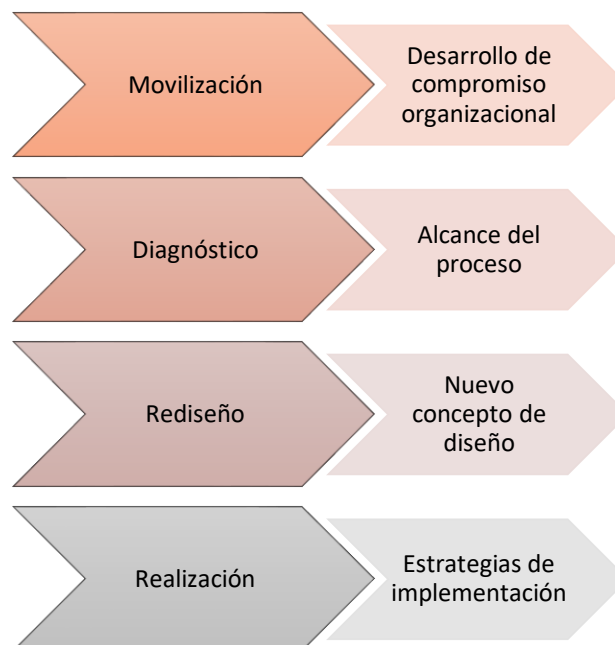 Movilización
Desarrollo de
compromiso
organizacional
Diagnóstico
Alcance del
proceso
Rediseño
Nuevo
concepto de
diseño
Realización
Estrategias de
implementación